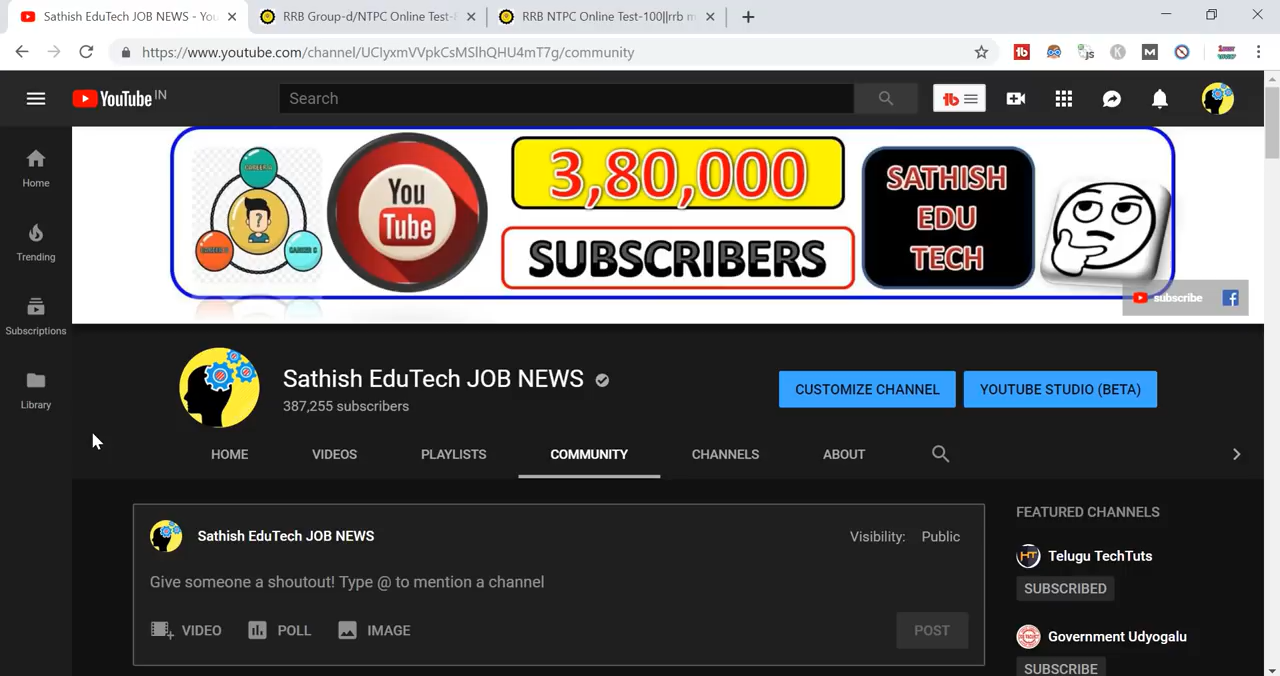 Sathish EduTech JOB NEWS - You
RRB Group-d/NTPC Online Test-
RRB NTPC Online Test-100||rrb m
https://www.youtube.com/channel/UClyxmVVpkCsMSlhQHU4mT7g/community
YouTube IN
Search
You
Tube
3,80,000
SUBSCRIBERS
SATHISH
EDU
TECH
subscribe
Sathish EduTech JOB NEWS
387,255 subscribers
CUSTOMIZE CHANNEL
YOUTUBE STUDIO (BETA)
HOME VIDEOS PLAYLISTS COMMUNITY CHANNELS ABOUT
Home
Trending
Subscriptions
Library
Sathish EduTech JOB NEWS
Visibility: Public
Give someone a shoutout! Type @ to mention a channel
VIDEO POLL IMAGE
POST
FEATURED CHANNELS
Telugu TechTuts
SUBSCRIBED
Government Udyogalu
SUBSCRIBE